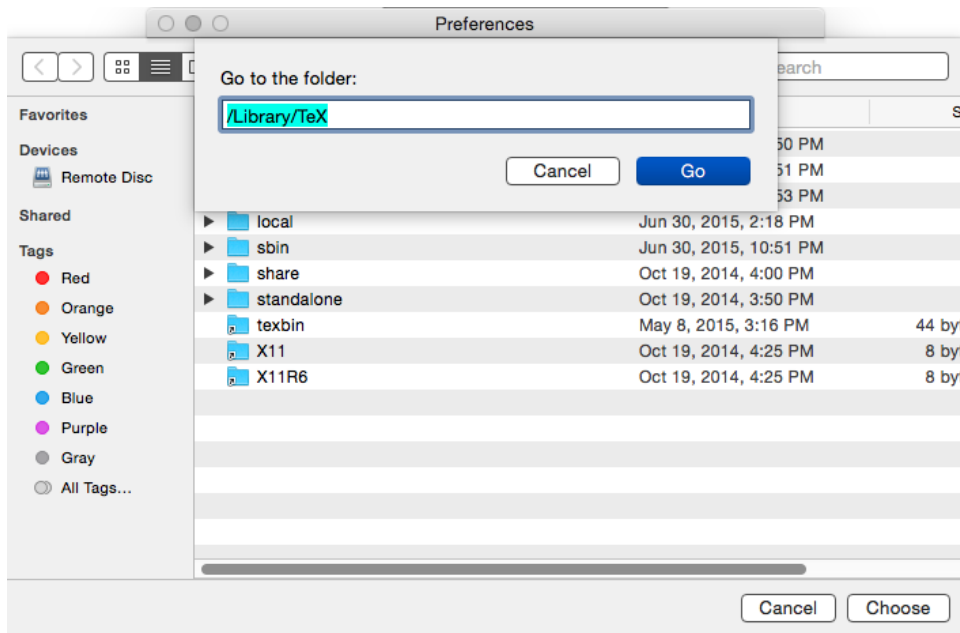 Preferences
Go to the folder:
/Library/TeX
Cancel Go
earch
Favorites
Devices
Remote Disc
Shared
Tags
Red
Orange
Yellow
Green
Blue
Purple
Gray
All Tags...
S
50 PM
51 PM
53 PM
local Jun 30, 2015, 2:18 PM
sbin Jun 30, 2015, 10:51 PM
share Oct 19, 2014, 4:00 PM
standalone Oct 19, 2014, 3:50 PM
texbin May 8, 2015, 3:16 PM 44 by
X11 Oct 19, 2014, 4:25 PM 8 by
X11R6 Oct 19, 2014, 4:25 PM 8 by
Cancel Choose